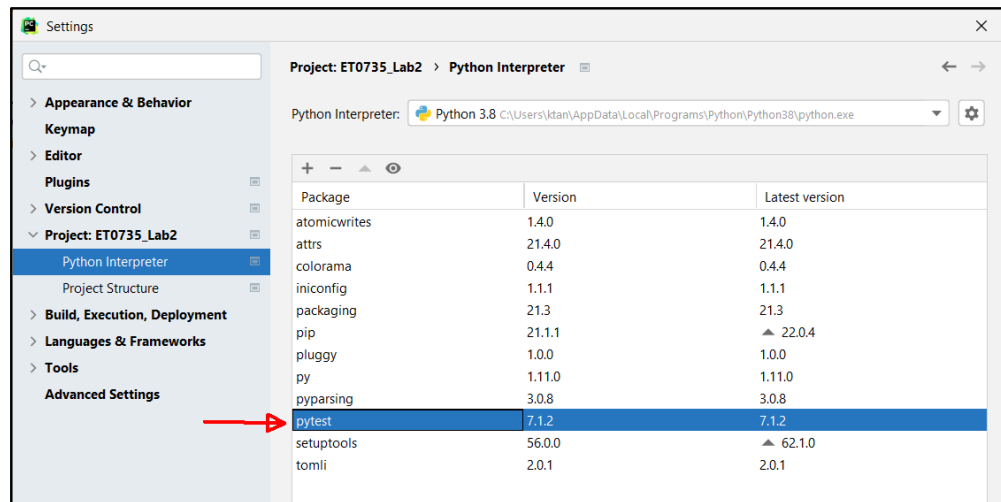 PC
Settings
Appearance & Behavior
Keymap
Editor
Plugins
Version Control
Project: ET0735_Lab2
Python Interpreter
Project Structure
Build, Execution, Deployment
Languages & Frameworks
Tools
Advanced Settings
Project: ET0735_Lab2 > Python Interpreter
Python Interpreter: Python 3.8 C:\Users\ktan\AppData\Local\Programs\Python\Python38\python.exe
Package Version Latest version
atomicwrites 1.4.0 1.4.0
attrs 21.4.0 21.4.0
colorama 0.4.4 0.4.4
iniconfig 1.1.1 1.1.1
packaging 21.3 21.3
pip 21.1.1 22.0.4
pluggy 1.0.0 1.0.0
py 1.11.0 1.11.0
pyparsing 3.0.8 3.0.8
pytest 7.1.2 7.1.2
setuptools 56.0.0 62.1.0
tomli 2.0.1 2.0.1